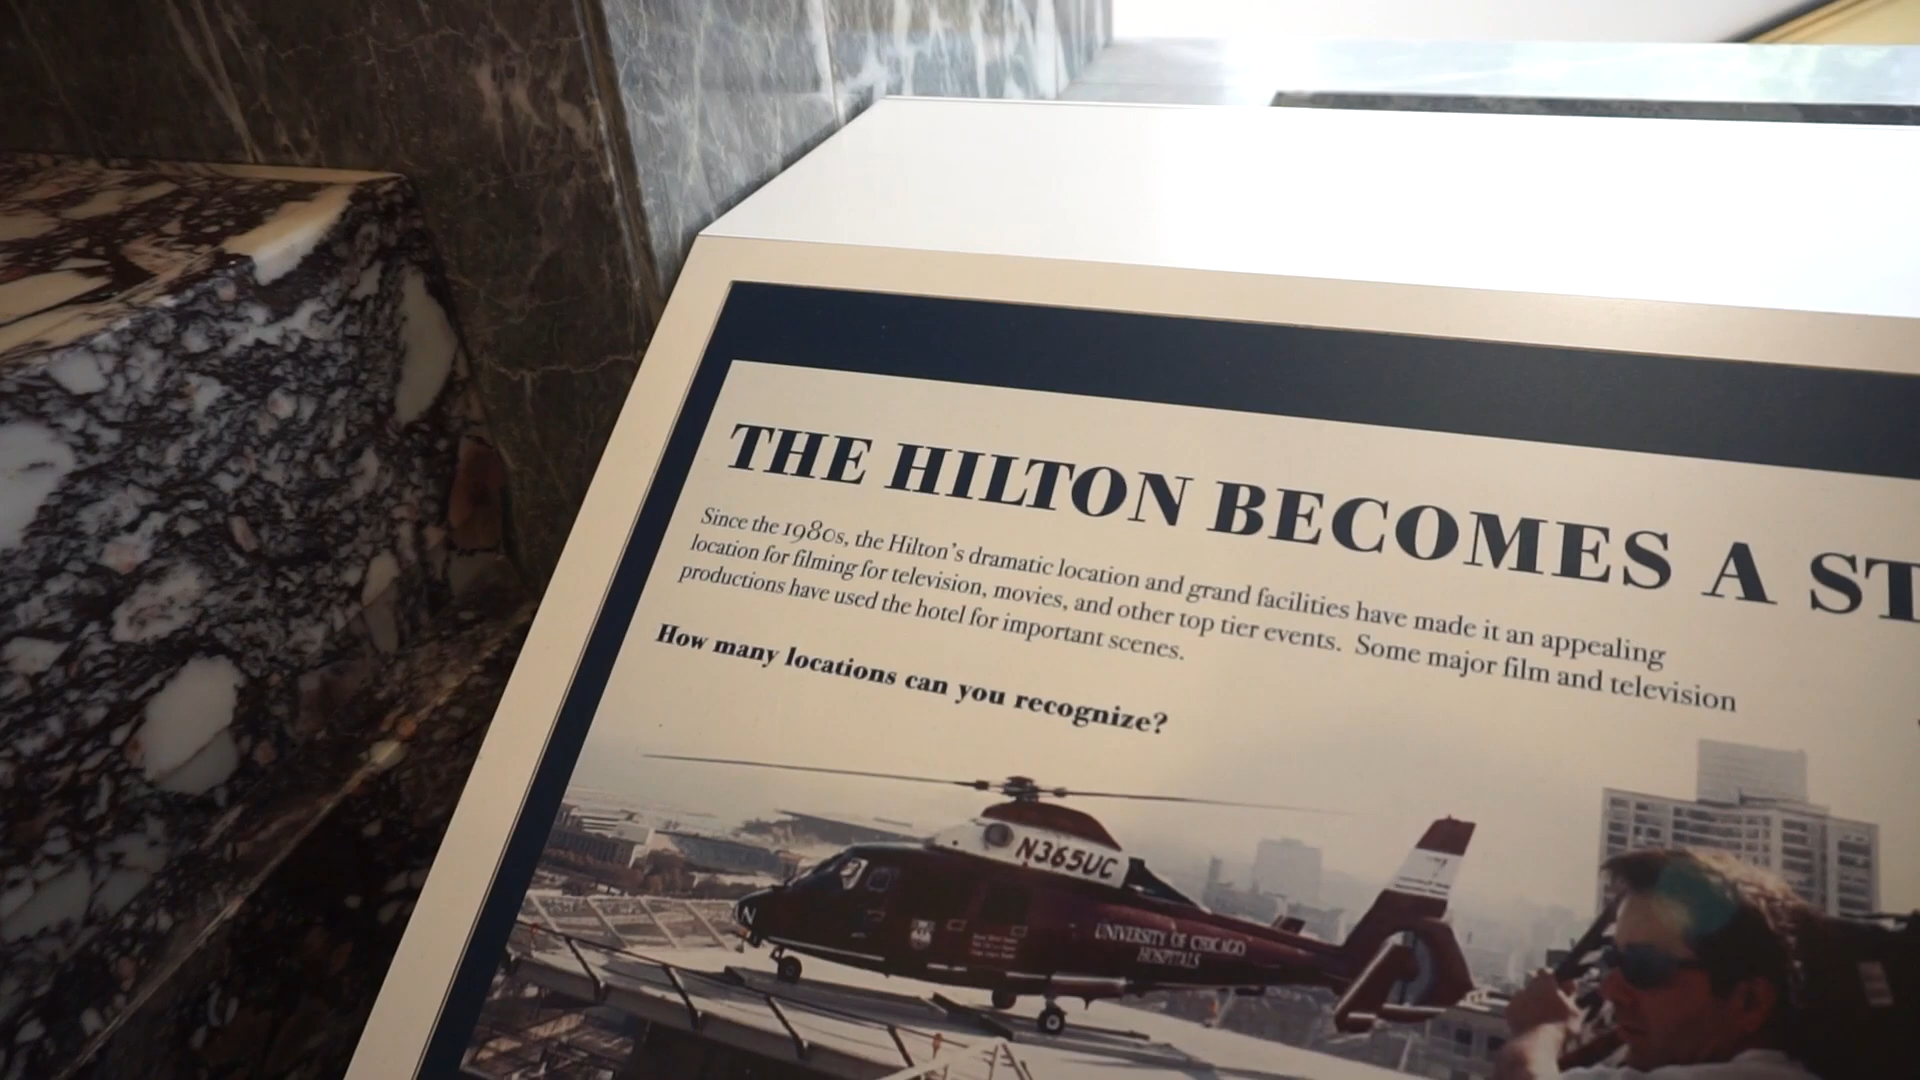 THE HILTON BECOMES A ST
Since the 1980s, the Hilton's dramatic location and grand facilities have made it an appealing
location for filming for television, movies, and other top tier events. Some major film and television
productions have used the hotel for important scenes.
How many locations can you recognize?
N365UC
N
UNIVERSITY OF CHICAGO
HOSPITALS